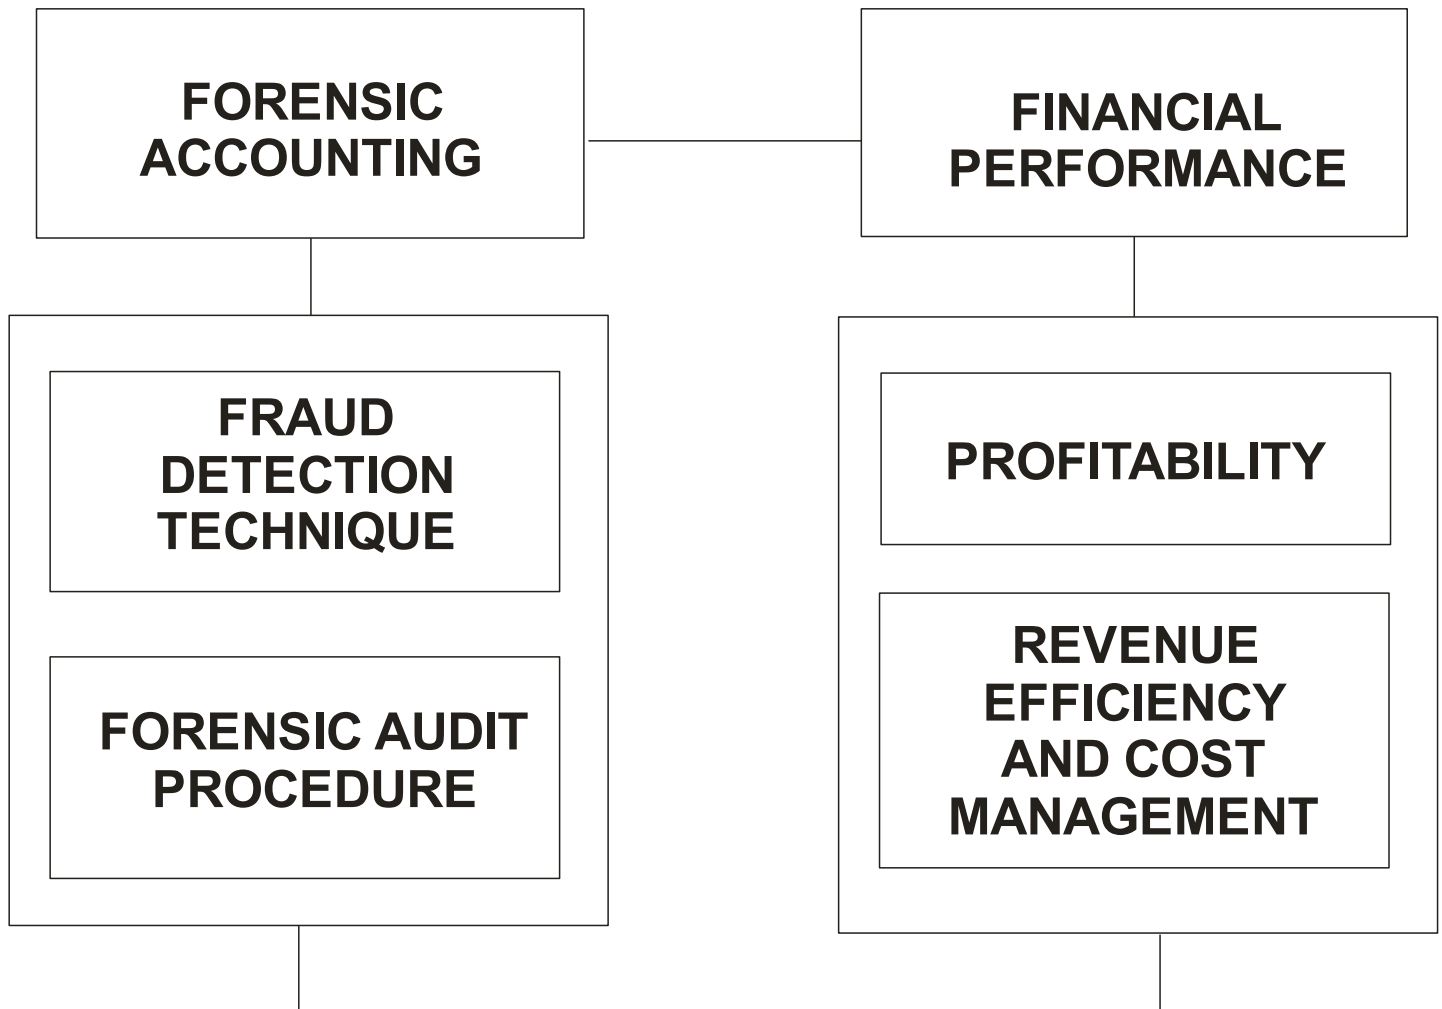 FORENSIC
ACCOUNTING
FINANCIAL
PERFORMANCE
FRAUD
DETECTION
TECHNIQUE
FORENSIC AUDIT
PROCEDURE
PROFITABILITY
REVENUE
EFFICIENCY
AND COST
MANAGEMENT